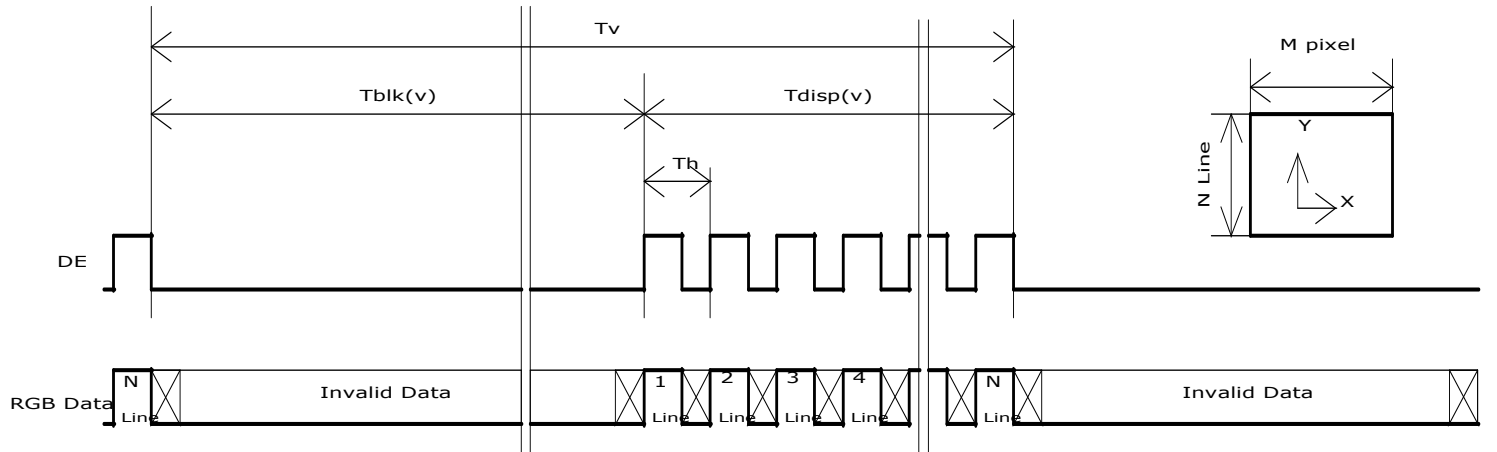 Tv
M pixel
Tblk(v)
Tdisp(v)
Y
N Line
Th
X
DE
N
Line
Invalid Data
1
Line
2
Line
3
Line
4
Line
N
Line
Invalid Data
RGB Data